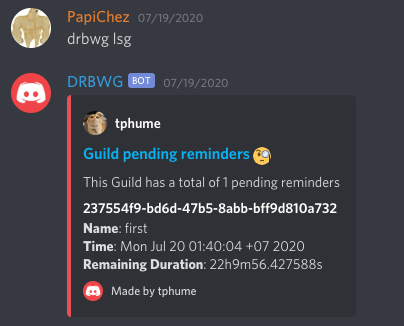 PapiChez 07/19/2020
drbwg lsg
DRBWG BOT 07/19/2020
tphume
Guild pending reminders 🧐
This Guild has a total of 1 pending reminders
237554f9-bd6d-47b5-8abb-bff9d810a732
Name: first
Time: Mon Jul 20 01:40:04 +07 2020
Remaining Duration: 22h9m56.427588s
Made by tphume